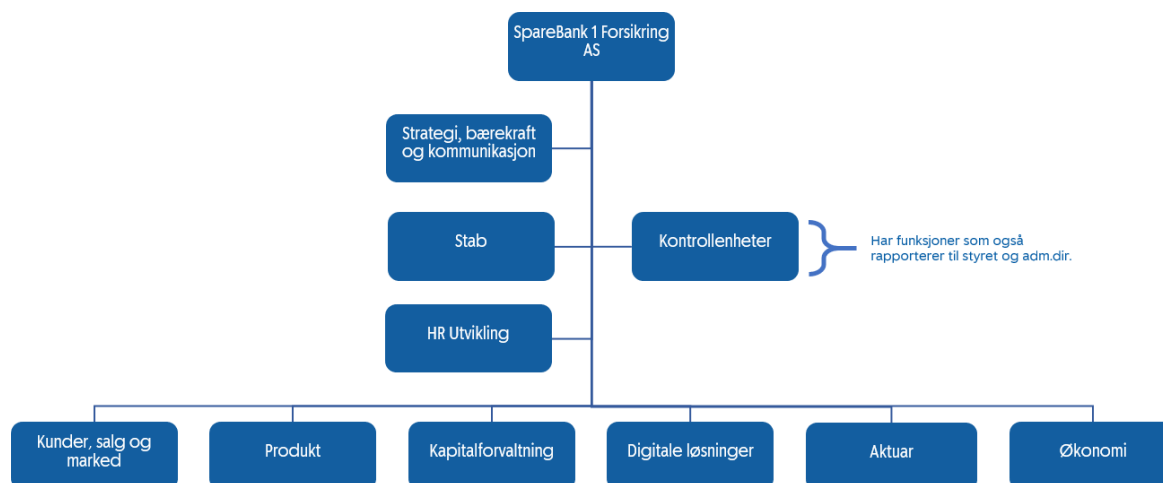 SpareBank 1 Forsikring
AS
Strategi, bærekraft
og kommunikasjon
Stab
Kontrollenheter
Har funksjoner som også
rapporterer til styret og adm.dir.
HR Utvikling
Kunder, salg og
marked
Produkt
Kapitalforvaltning
Digitale løsninger
Aktuar
Økonomi